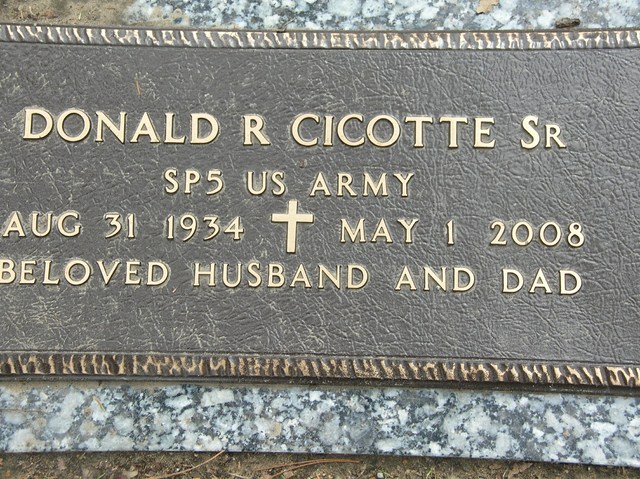 DONALD R CICOTTE SR
SP5 US ARMY
AUG 31 1934 MAY 1 2008
BELOVED HUSBAND AND DAD